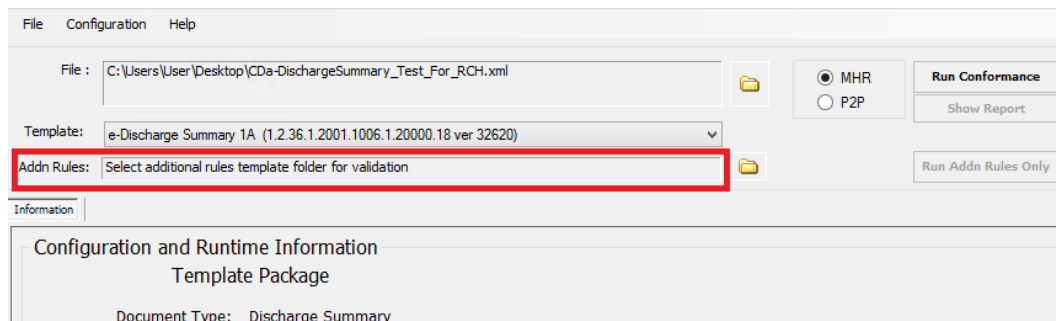 File Configuration Help
File : C:\Users\User\Desktop\CDa-DischargeSummary_Test_For_RCH.xml
MHR
Run Conformance
P2P
Show Report
Template: e-Discharge Summary 1A (1.2.36.1.2001.1006.1.20000.18 ver 32620)
Addn Rules: Select additional rules template folder for validation
Run Addn Rules Only
Information
Configuration and Runtime Information
Template Package
Document Type: Discharge Summary